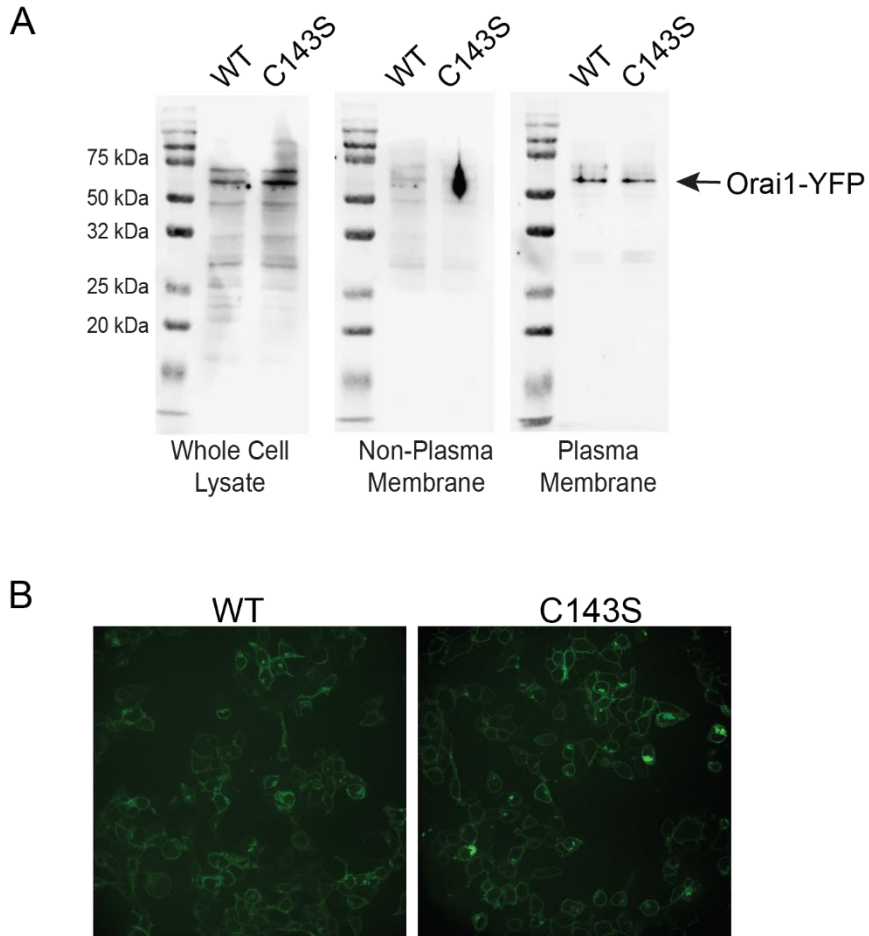 A
WT C143S WT C143S WT C143S
75 kDa
50 kDa
32 kDa
25 kDa
20 kDa
Orai1-YFP
Whole Cell Lysate
Non-Plasma Membrane
Plasma Membrane
B
WT C143S